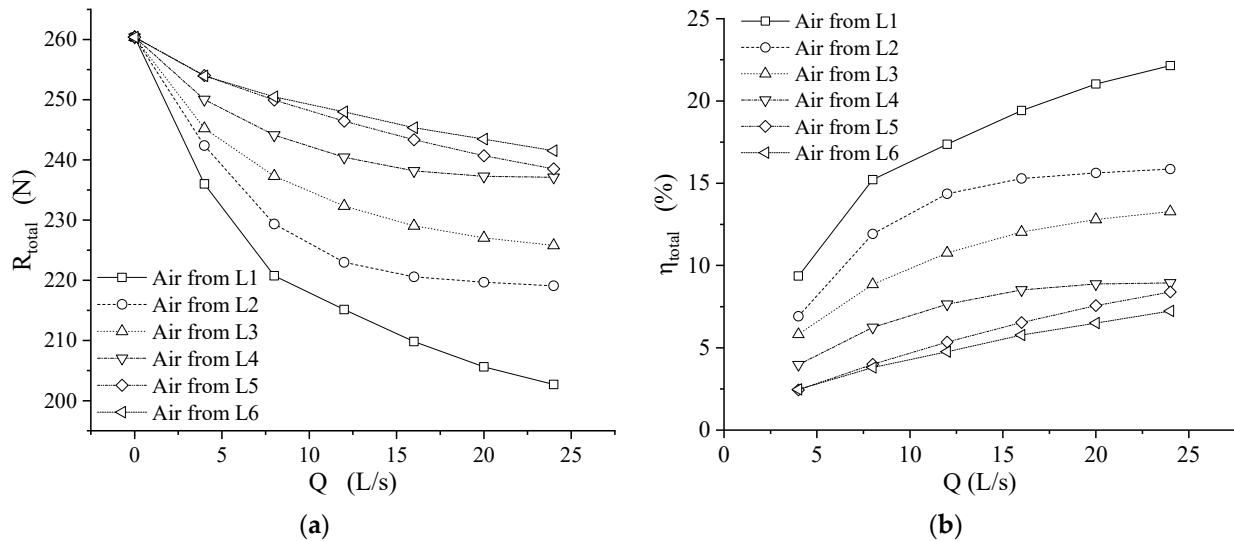 260
250
240
230
220
210
200
R_total (N)
Air from L1
Air from L2
Air from L3
Air from L4
Air from L5
Air from L6
0 5 10 15 20 25
Q (L/s)
(a)
25
20
15
10
5
0
η_total (%)
Air from L1
Air from L2
Air from L3
Air from L4
Air from L5
Air from L6
0 5 10 15 20 25
Q (L/s)
(b)